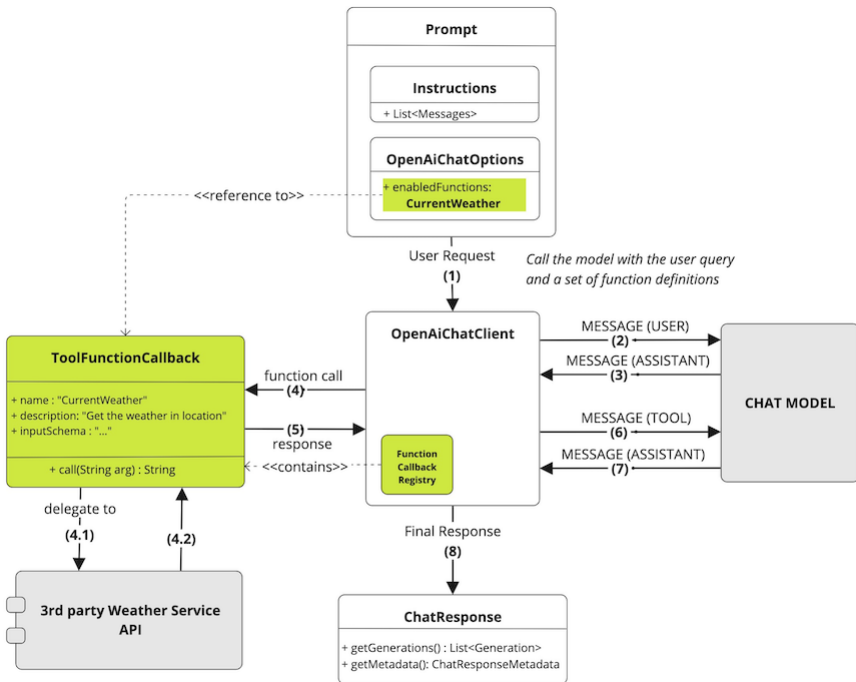 Prompt
Instructions
+ List<Messages>
OpenAiChatOptions
+ enabledFunctions:
CurrentWeather
<<reference to>>
User Request
(1)
Call the model with the user query
and a set of function definitions
OpenAiChatClient
MESSAGE (USER)
(2)
MESSAGE (ASSISTANT)
(3)
CHAT MODEL
MESSAGE (TOOL)
(6)
MESSAGE (ASSISTANT)
(7)
ToolFunctionCallback
+ name : "CurrentWeather"
+ description: "Get the weather in location"
+ inputSchema : "..."
+ call(String arg) : String
function call
(4)
(5)
response
<<contains>>
Function
Callback
Registry
delegate to
(4.1)
(4.2)
3rd party Weather Service
API
Final Response
(8)
ChatResponse
+ getGenerations() : List<Generation>
+ getMetadata(): ChatResponseMetadata